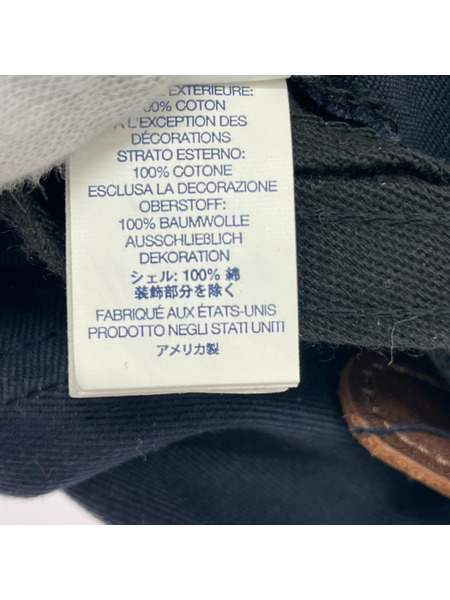 EXTÉRIEURE:
100% COTON
À L'EXCEPTION DES
DÉCORATIONS
STRATO ESTERNO:
100% COTONE
ESCLUSA LA DECORAZIONE
OBERSTOFF:
100% BAUMWOLLE
AUSSCHLIEßLICH
DEKORATION
シェル: 100% 綿
装飾部分を除く
FABRIQUÉ AUX ÉTATS-UNIS
PRODOTTO NEGLI STATI UNITI
アメリカ製